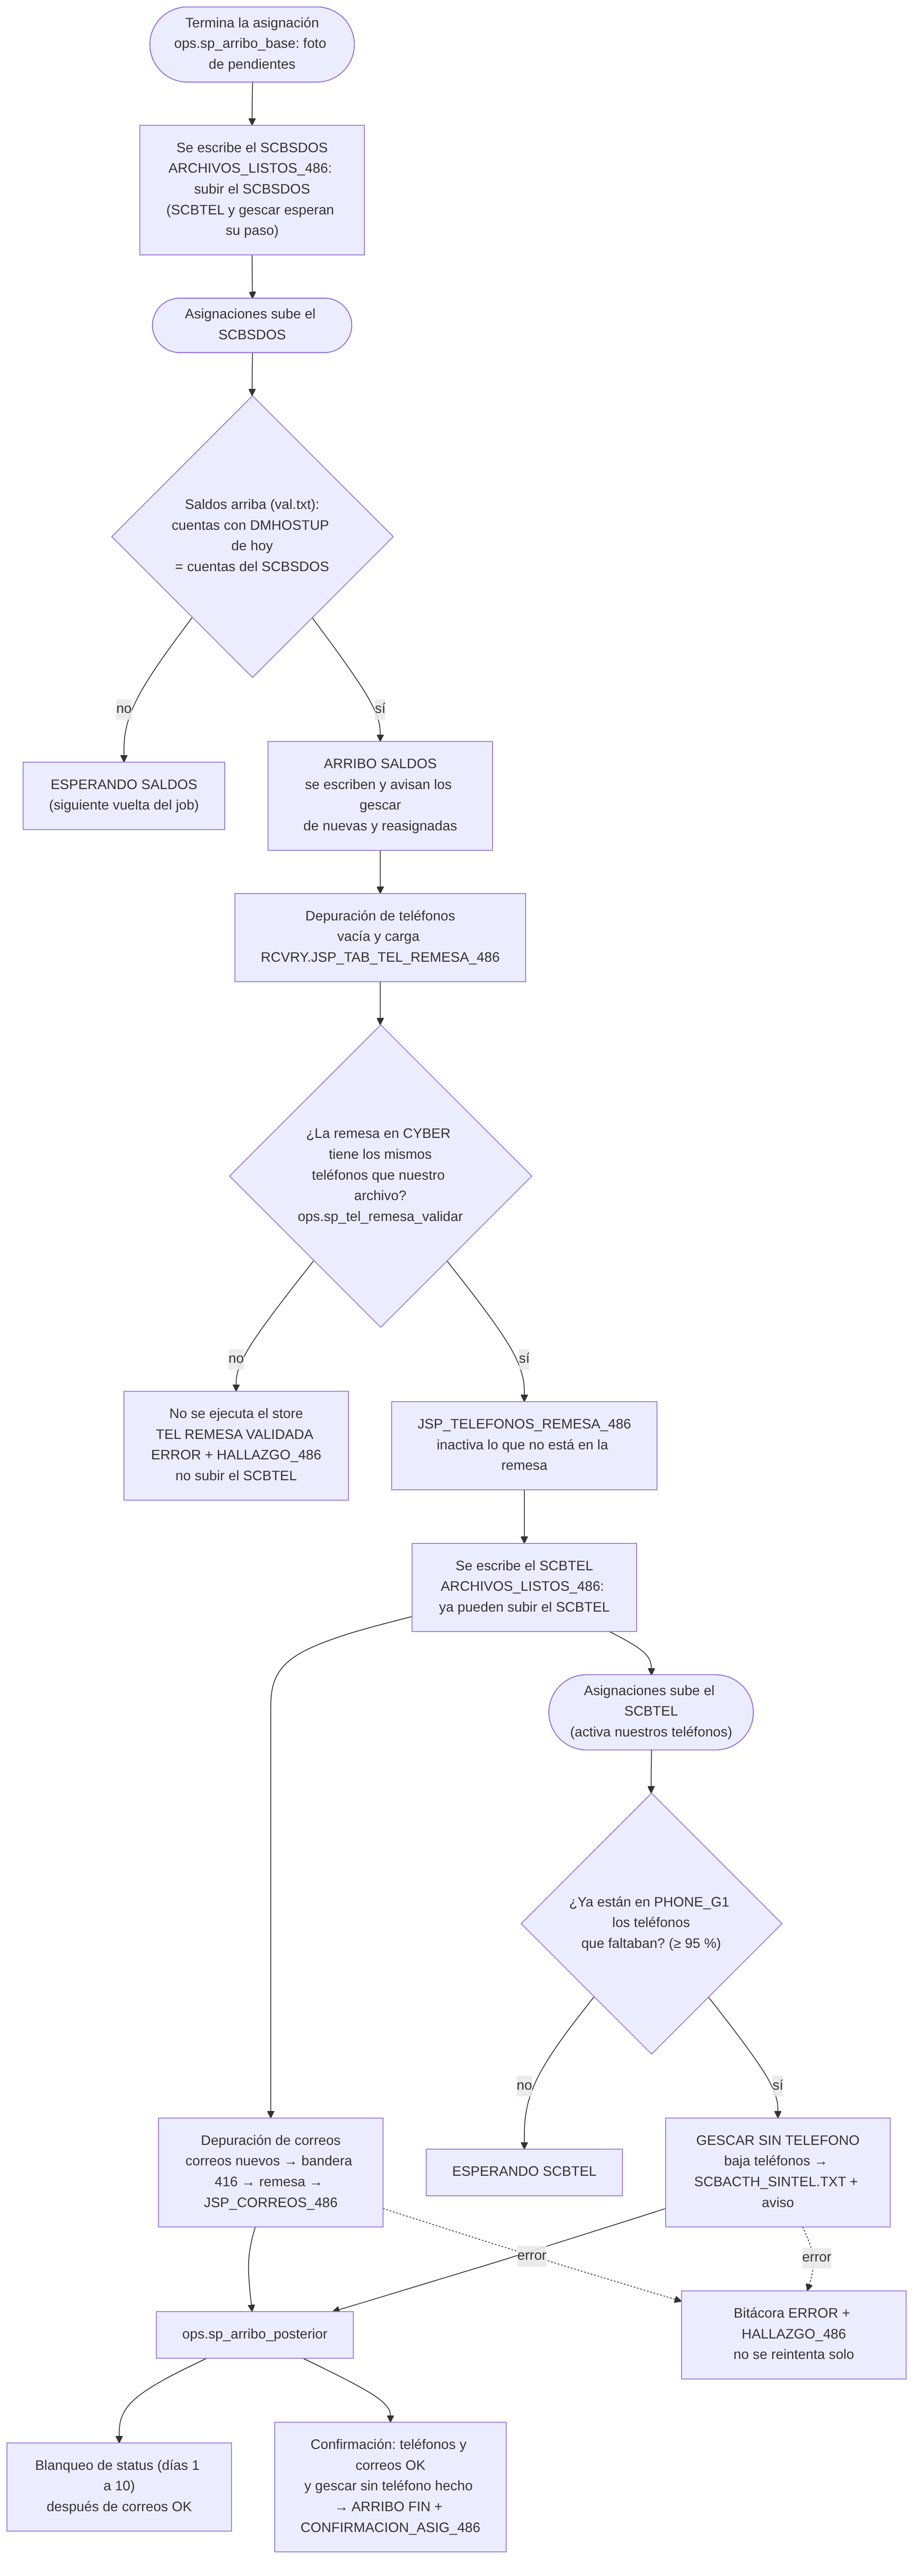 Termina la asignación
ops.sp_arribo_base: foto
de pendientes
Se escribe el SCBSDOS
ARCHIVOS_LISTOS_486:
subir el SCBSDOS
(SCBTEL y gescar esperan
su paso)
Asignaciones sube el
SCBSDOS
Saldos arriba (val.txt):
cuentas con DMHOSTUP
de hoy
= cuentas del SCBSDOS
no
sí
ESPERANDO SALDOS
(siguiente vuelta del job)
ARRIBO SALDOS
se escriben y avisan los
gescar
de nuevas y reasignadas
Depuración de teléfonos
vacía y carga
RCVRY.JSP_TAB_TEL_REMESA_486
¿La remesa en CYBER
tiene los mismos
teléfonos que nuestro
archivo?
ops.sp_tel_remesa_validar
no
sí
No se ejecuta el store
TEL REMESA VALIDADA
ERROR + HALLAZGO_486
no subir el SCBTEL
JSP_TELEFONOS_REMESA_486
inactiva lo que no está en la
remesa
Se escribe el SCBTEL
ARCHIVOS_LISTOS_486:
ya pueden subir el SCBTEL
Asignaciones sube el
SCBTEL
(activa nuestros teléfonos)
¿Ya están en PHONE_G1
los teléfonos
que faltaban? (≥ 95 %)
no
sí
Depuración de correos
correos nuevos → bandera
416 → remesa →
JSP_CORREOS_486
ESPERANDO SCBTEL
GESCAR SIN TELEFONO
baja teléfonos →
SCBACTH_SINTEL.TXT +
aviso
error
error
ops.sp_arribo_posterior
Bitácora ERROR +
HALLAZGO_486
no se reintenta solo
Blanqueo de status (días 1
a 10)
después de correos OK
Confirmación: teléfonos y
correos OK
y gescar sin teléfono hecho
→ ARRIBO FIN +
CONFIRMACION_ASIG_486